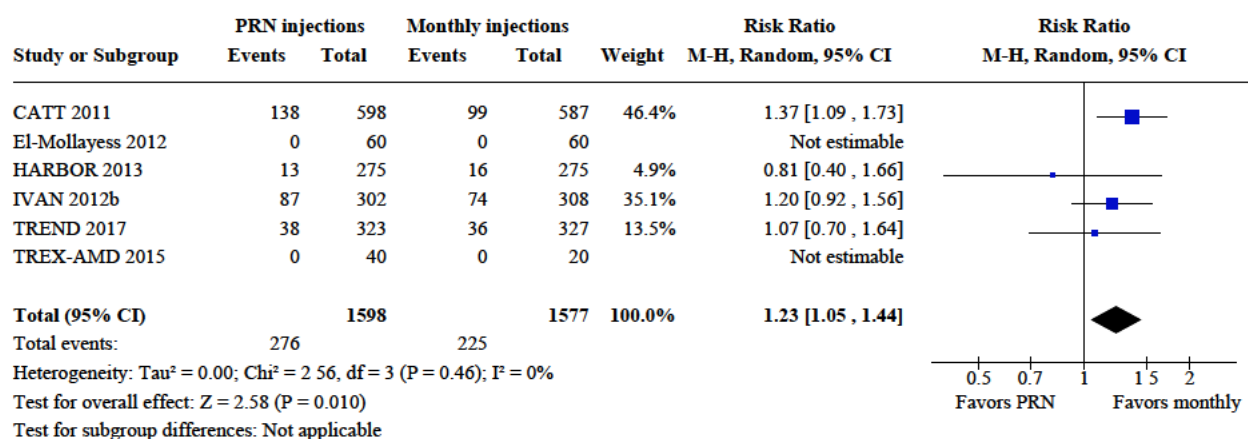 PRN injections Monthly injections Risk Ratio Risk Ratio
Study or Subgroup Events Total Events Total Weight M-H, Random, 95% CI M-H, Random, 95% CI
CATT 2011 138 598 99 587 46.4% 1.37 [1.09 , 1.73]
El-Mollayess 2012 0 60 0 60 Not estimable
HARBOR 2013 13 275 16 275 4.9% 0.81 [0.40 , 1.66]
IVAN 2012b 87 302 74 308 35.1% 1.20 [0.92 , 1.56]
TREND 2017 38 323 36 327 13.5% 1.07 [0.70 , 1.64]
TREX-AMD 2015 0 40 0 20 Not estimable
Total (95% CI) 1598 1577 100.0% 1.23 [1.05 , 1.44]
Total events: 276 225
Heterogeneity: Tau² = 0.00; Chi² = 2 56, df = 3 (P = 0.46); I² = 0%
Test for overall effect: Z = 2.58 (P = 0.010)
Test for subgroup differences: Not applicable
0.5 0.7 1 1 5 2
Favors PRN Favors monthly